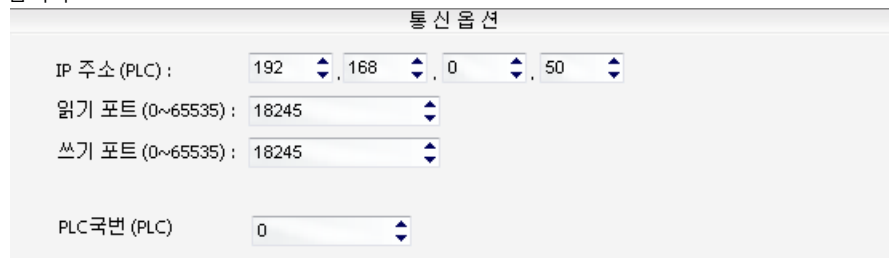 통 신 옵 션
IP 주소 (PLC) : 192 . 168 . 0 . 50
읽기 포트 (0~65535) : 18245
쓰기 포트 (0~65535) : 18245
PLC국번 (PLC) 0